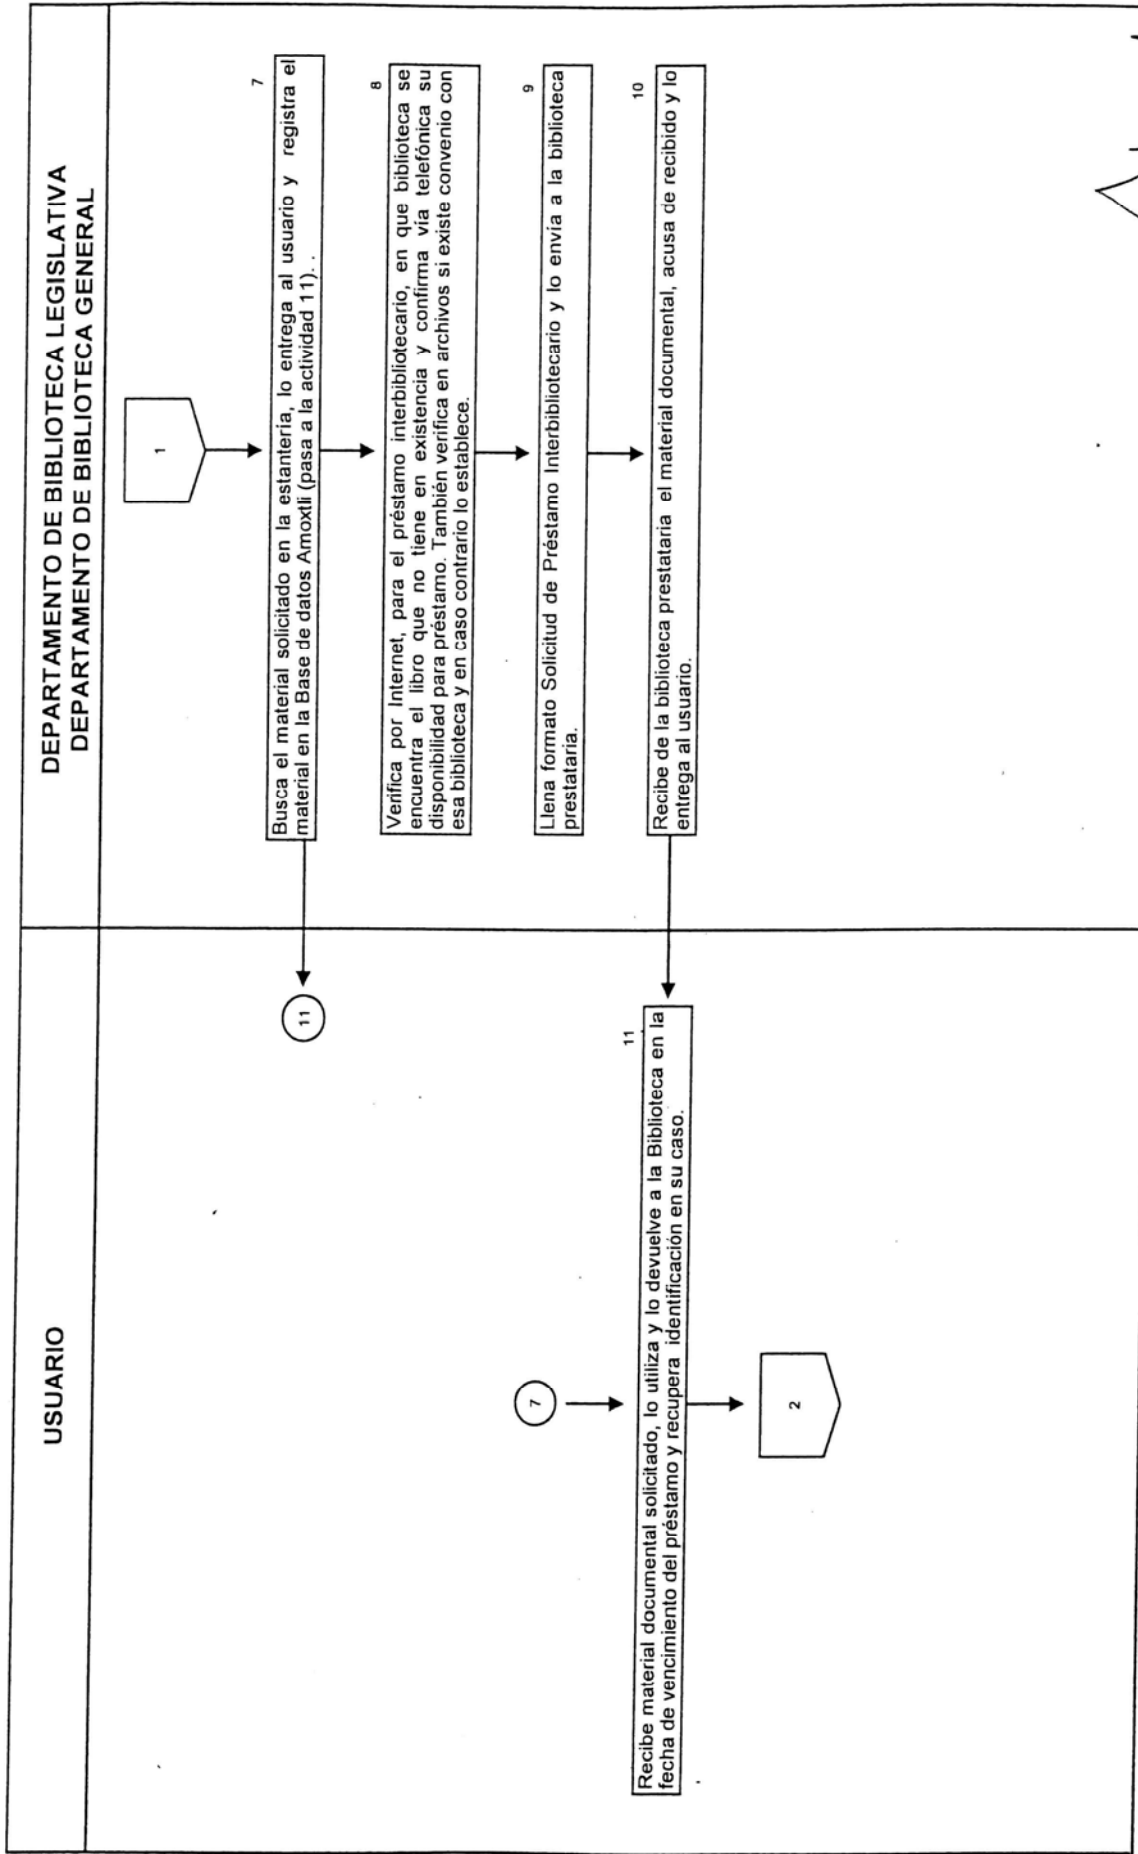 USUARIO
DEPARTAMENTO DE BIBLIOTECA LEGISLATIVA
DEPARTAMENTO DE BIBLIOTECA GENERAL
1
7
Busca el material solicitado en la estantería, lo entrega al usuario y registra el
material en la Base de datos Amoxtli (pasa a la actividad 11). .
11
8
Verifica por Internet, para el préstamo interbibliotecario, en que biblioteca se
encuentra el libro que no tiene en existencia y confirma vía telefónica su
disponibilidad para préstamo. También verifica en archivos si existe convenio con
esa biblioteca y en caso contrario lo establece.
9
Llena formato Solicitud de Préstamo Interbibliotecario y lo envía a la biblioteca
prestataria.
10
Recibe de la biblioteca prestataria el material documental, acusa de recibido y lo
entrega al usuario.
7
11
Recibe material documental solicitado, lo utiliza y lo devuelve a la Biblioteca en la
fecha de vencimiento del préstamo y recupera identificación en su caso.
2